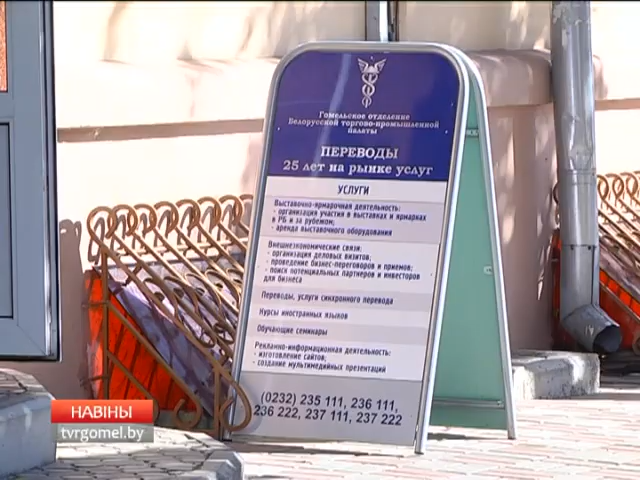 Гомельское отделение
Белорусской торгово-промышленной
палаты
ПЕРЕВОДЫ
25 лет на рынке услуг
УСЛУГИ
Выставочно-ярмарочная деятельность:
- организация участия в выставках и ярмарках
в РБ и за рубежом;
- аренда выставочного оборудования
Внешнеэкономические связи:
- организация деловых визитов;
- проведение бизнес-переговоров и приемов;
- поиск потенциальных партнеров и инвесторов
для бизнеса
Переводы, услуги синхронного перевода
Курсы иностранных языков
Обучающие семинары
Рекламно-информационная деятельность:
- изготовление сайтов;
- создание мультимедийных презентаций
(0232) 235 111, 236 111,
236 222, 237 111, 237 222
НАВІНЫ
tvrgomel.by